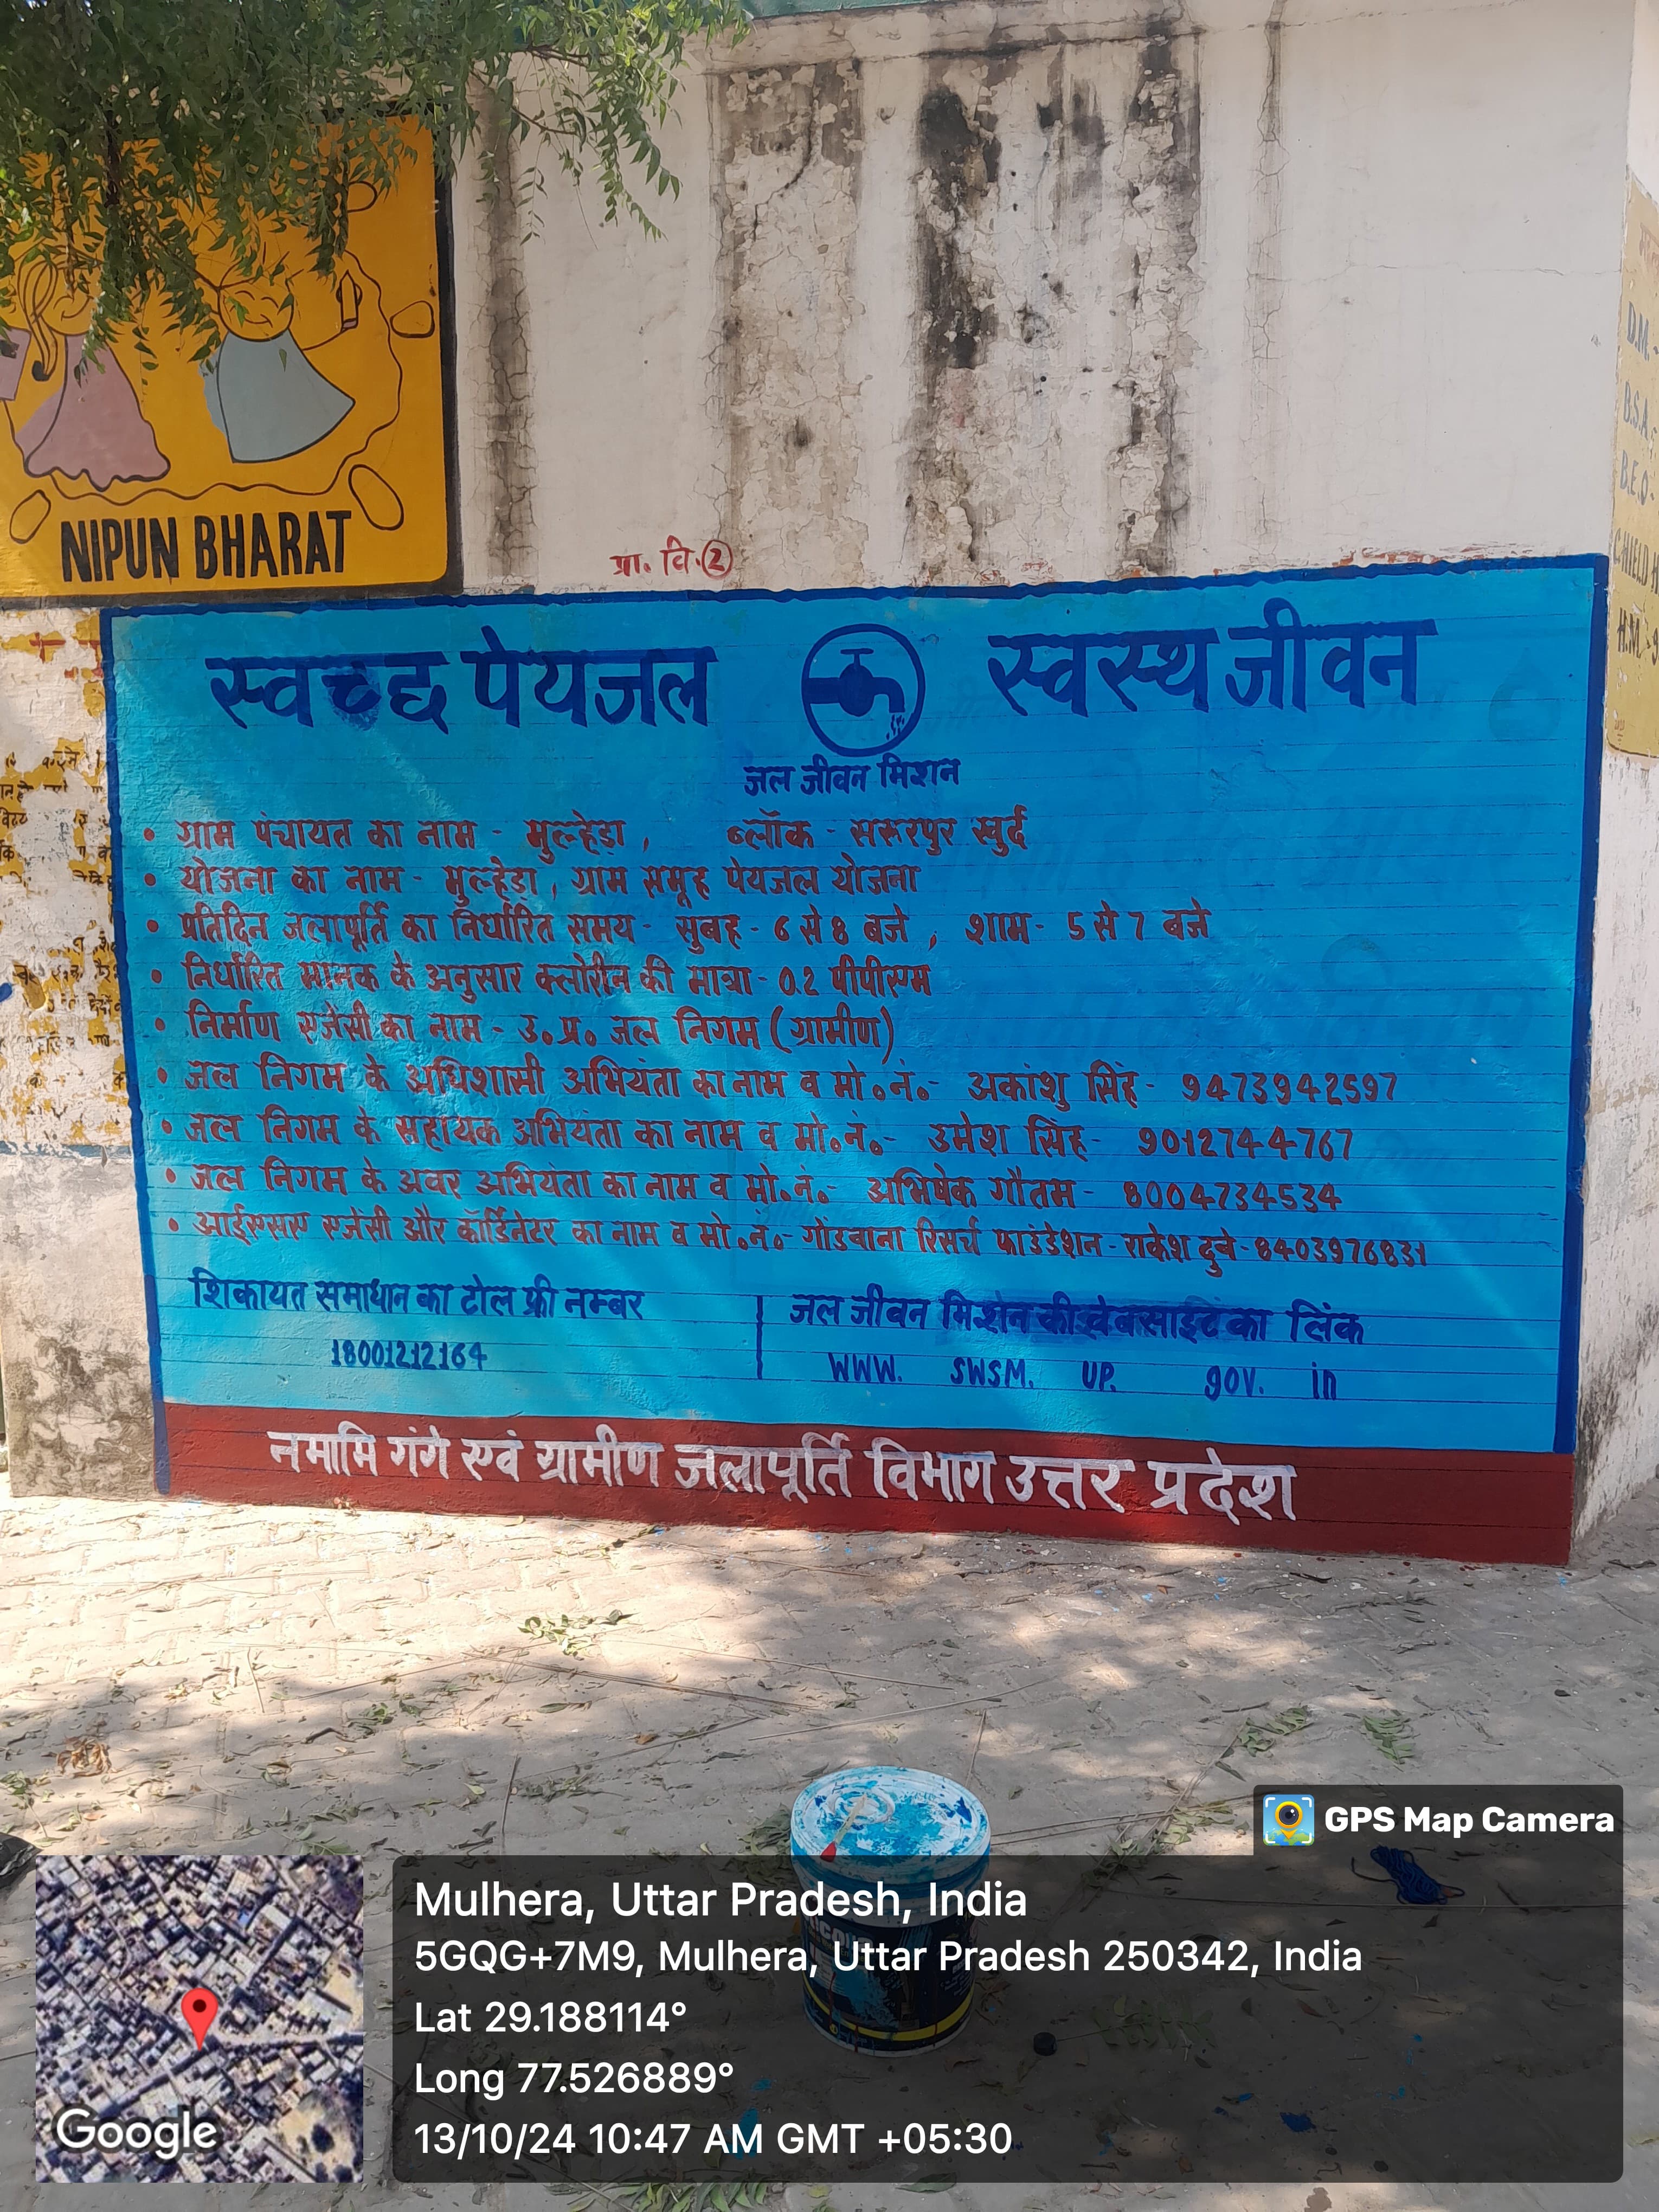 NIPUN BHARAT
प्रा. वि. 2
स्वच्छ पेयजल स्वस्थ जीवन
जल जीवन मिशन
• ग्राम पंचायत का नाम - मुल्हेड़ा , ब्लॉक - सरूरपुर खुर्द
• योजना का नाम - मुल्हेड़ा , ग्राम समूह पेयजल योजना
• प्रतिदिन जलापूर्ति का निर्धारित समय - सुबह - 6 से 8 बजे , शाम - 5 से 7 बजे
• निर्धारित मानक के अनुसार क्लोरीन की मात्रा - 0.2 पीपीएम
• निर्माण एजेंसी का नाम - उ.प्र. जल निगम (ग्रामीण)
• जल निगम के अधिशासी अभियंता का नाम व मो.नं.- अकांशु सिंह - 9473942597
• जल निगम के सहायक अभियंता का नाम व मो.नं.- उमेश सिंह - 9012744767
• जल निगम के अवर अभियंता का नाम व मो.नं.- अभिषेक गौतम - 8004734534
• आईएसए एजेंसी और कॉर्डिनेटर का नाम व मो.नं.- गोंडवाना रिसर्च फाउंडेशन - राकेश दुबे - 8403976831
शिकायत समाधान का टोल फ्री नम्बर
18001212164
जल जीवन मिशन की वेबसाइट का लिंक
WWW. SWSM. UP. gov. in
नमामि गंगे एवं ग्रामीण जलापूर्ति विभाग उत्तर प्रदेश
D.M. -
B.S.A -
B.E.O -
H.M.
GPS Map Camera
Mulhera, Uttar Pradesh, India
5GQG+7M9, Mulhera, Uttar Pradesh 250342, India
Lat 29.188114°
Long 77.526889°
13/10/24 10:47 AM GMT +05:30
Google